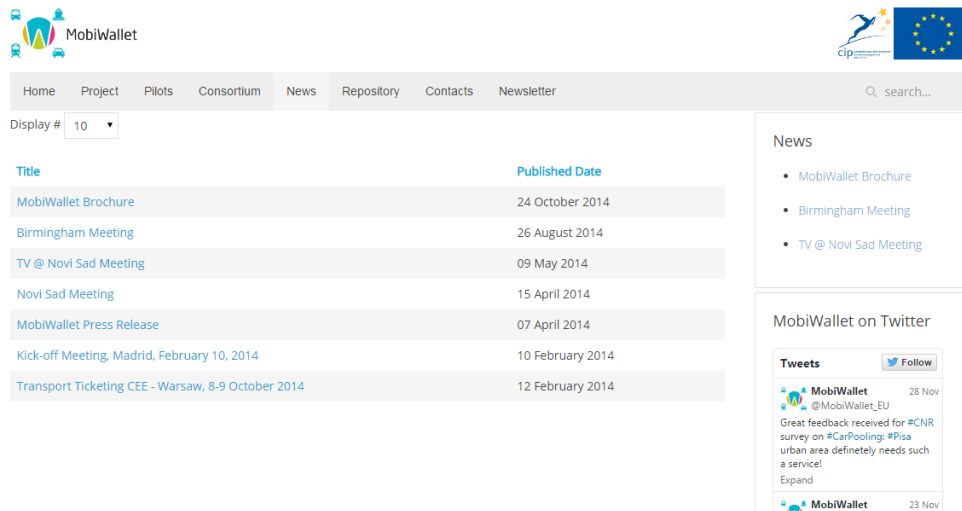 MobiWallet
cip
Home Project Pilots Consortium News Repository Contacts Newsletter search...
Display # 10
Title Published Date
MobiWallet Brochure 24 October 2014
Birmingham Meeting 26 August 2014
TV @ Novi Sad Meeting 09 May 2014
Novi Sad Meeting 15 April 2014
MobiWallet Press Release 07 April 2014
Kick-off Meeting, Madrid, February 10, 2014 10 February 2014
Transport Ticketing CEE - Warsaw, 8-9 October 2014 12 February 2014
News
MobiWallet Brochure
Birmingham Meeting
TV @ Novi Sad Meeting
MobiWallet on Twitter
Tweets Follow
MobiWallet 28 Nov
@MobiWallet_EU
Great feedback received for #CNR
survey on #CarPooling: #Pisa
urban area definetely needs such
a service!
Expand
MobiWallet 23 Nov